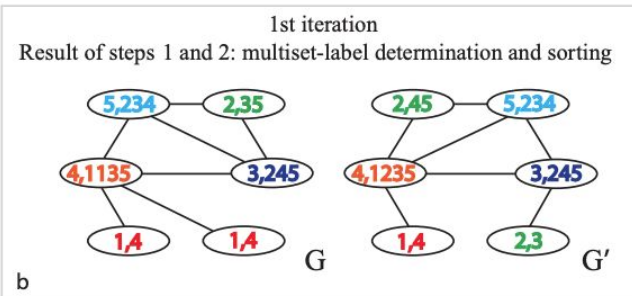 1st iteration
Result of steps 1 and 2: multiset-label determination and sorting
5,234 2,35 2,45 5,234
4,1135 3,245 4,1235 3,245
1,4 1,4 G 1,4 2,3 G′
b